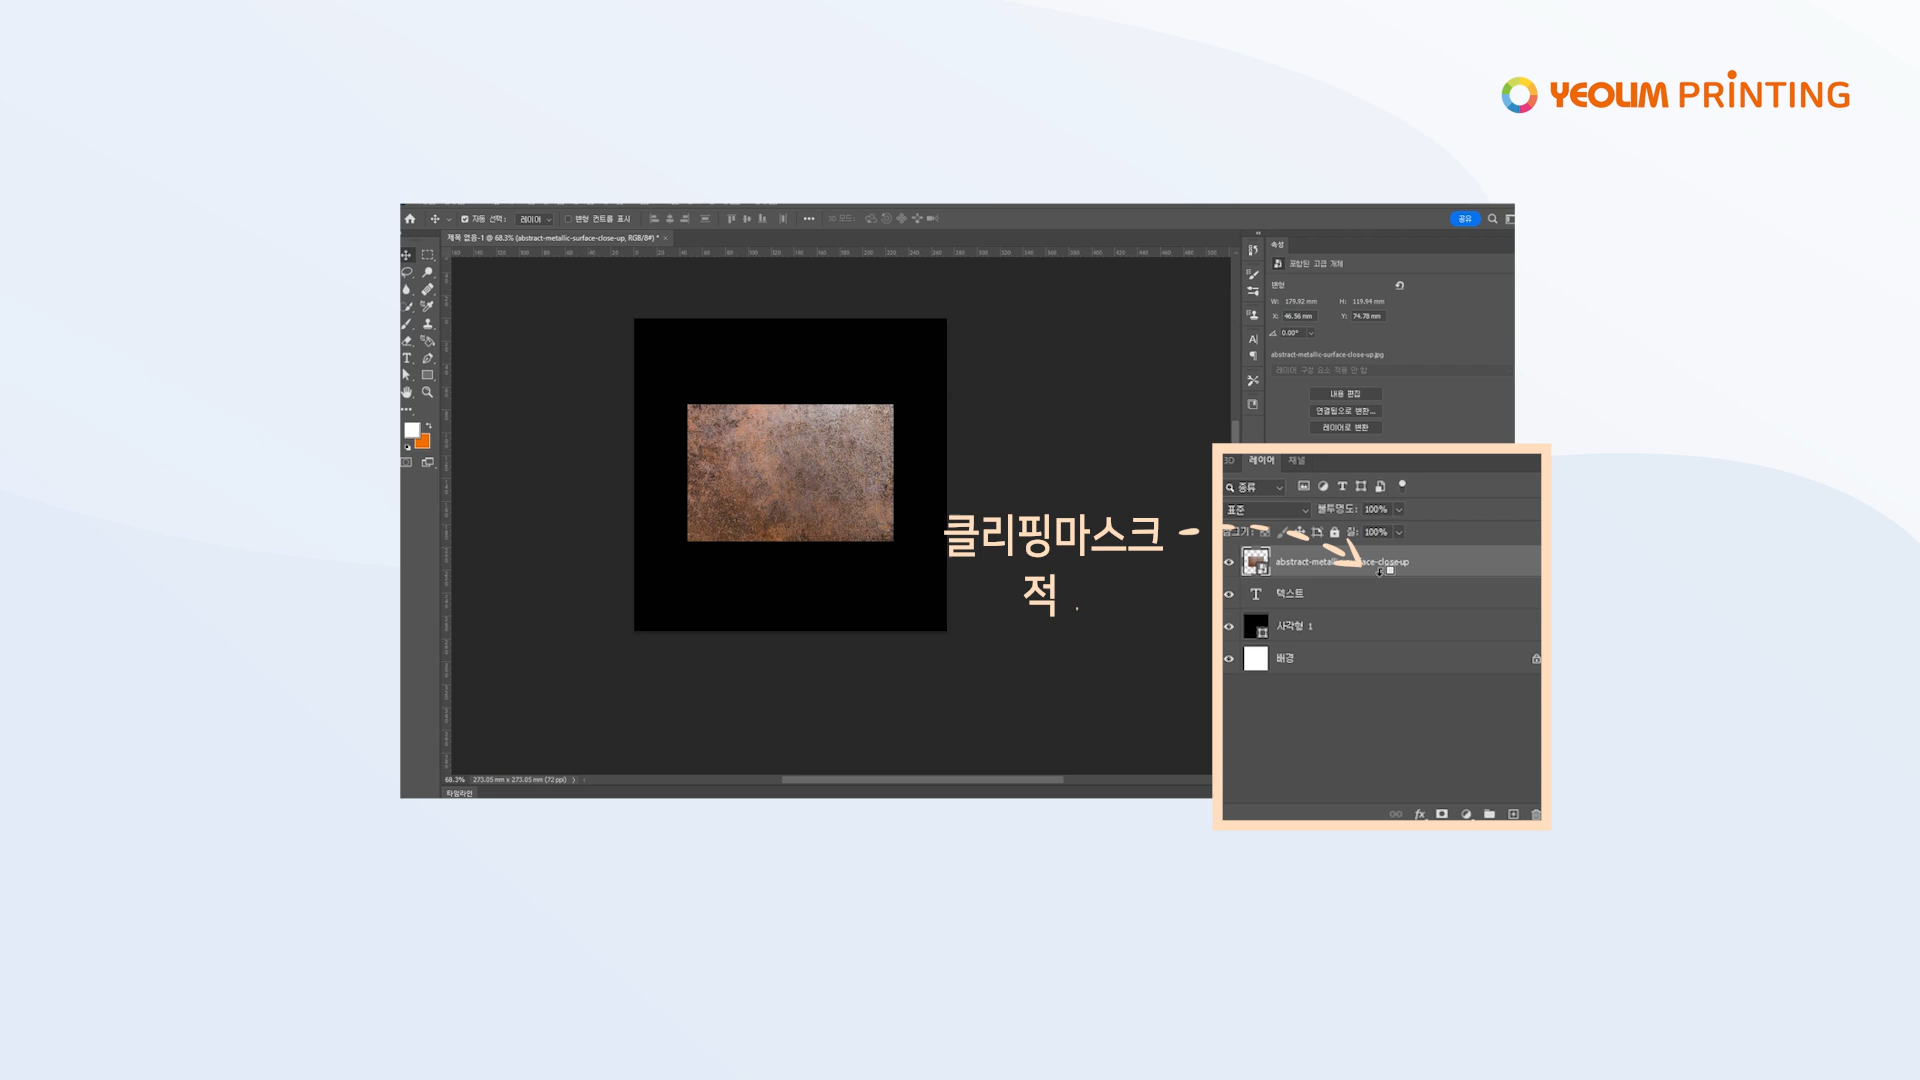 YEOLIM PRINTING
자동 선택: 레이어 변형 컨트롤 표시 ••• 3D 모드: 공유
제목 없음-1 @ 68.3% (abstract-metallic-surface-close-up, RGB/8#) * ×
속성
포함된 고급 개체
변형
W: 179.92 mm H: 119.94 mm
X: 46.56 mm Y: 74.78 mm
0.00°
abstract-metallic-surface-close-up.jpg
레이어 구성 요소 적용 안 함
내용 편집
연결됨으로 변환...
레이어로 변환
3D 레이어 채널
종류
표준 불투명도: 100%
칠: 100%
abstract-metallic-surface-close-up
텍스트
사각형 1
배경
클리핑마스크
적
68.3% 273.05 mm x 273.05 mm (72 ppi)
타임라인
fx